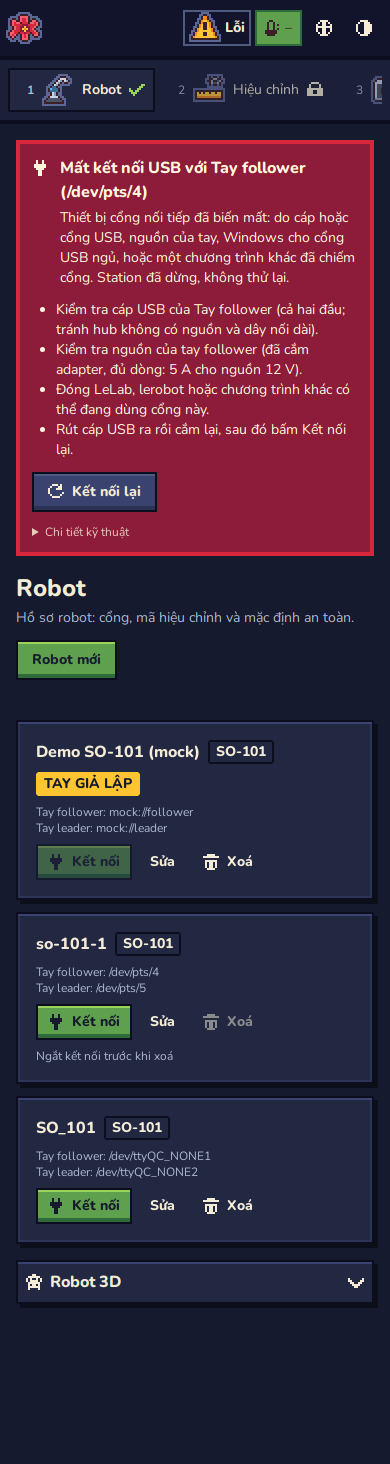 Lỗi
–
1 Robot
2 Hiệu chỉnh
3
Mất kết nối USB với Tay follower
(/dev/pts/4)
Thiết bị cổng nối tiếp đã biến mất: do cáp hoặc
cổng USB, nguồn của tay, Windows cho cổng
USB ngủ, hoặc một chương trình khác đã chiếm
cổng. Station đã dừng, không thử lại.
• Kiểm tra cáp USB của Tay follower (cả hai đầu;
tránh hub không có nguồn và dây nối dài).
• Kiểm tra nguồn của tay follower (đã cắm
adapter, đủ dòng: 5 A cho nguồn 12 V).
• Đóng LeLab, lerobot hoặc chương trình khác có
thể đang dùng cổng này.
• Rút cáp USB ra rồi cắm lại, sau đó bấm Kết nối
lại.
Kết nối lại
Chi tiết kỹ thuật
Robot
Hồ sơ robot: cổng, mã hiệu chỉnh và mặc định an toàn.
Robot mới
Demo SO-101 (mock) SO-101
TAY GIẢ LẬP
Tay follower: mock://follower
Tay leader: mock://leader
Kết nối Sửa Xoá
so-101-1 SO-101
Tay follower: /dev/pts/4
Tay leader: /dev/pts/5
Kết nối Sửa Xoá
Ngắt kết nối trước khi xoá
SO_101 SO-101
Tay follower: /dev/ttyQC_NONE1
Tay leader: /dev/ttyQC_NONE2
Kết nối Sửa Xoá
Robot 3D